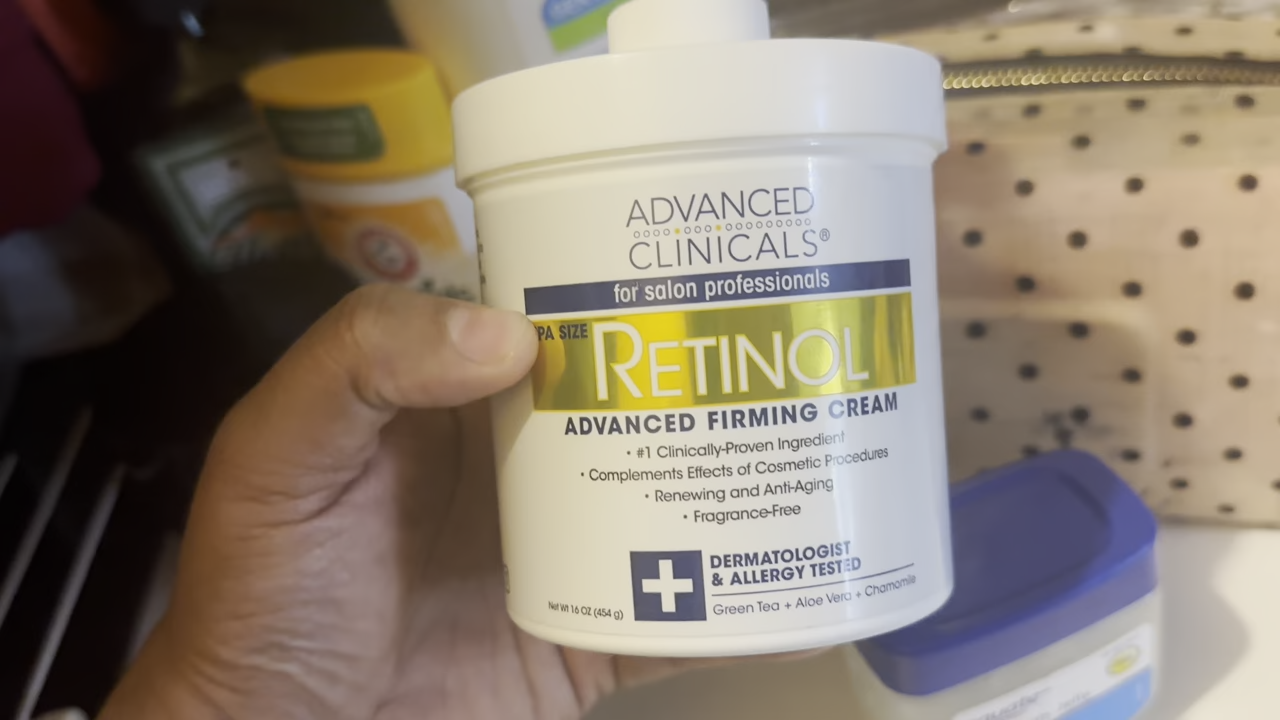 ADVANCED
CLINICALS®
for salon professionals
PA SIZE
RETINOL
ADVANCED FIRMING CREAM
• #1 Clinically-Proven Ingredient
• Complements Effects of Cosmetic Procedures
• Renewing and Anti-Aging
• Fragrance-Free
DERMATOLOGIST
& ALLERGY TESTED
Green Tea + Aloe Vera + Chamomile
Net Wt 16 OZ (454 g)